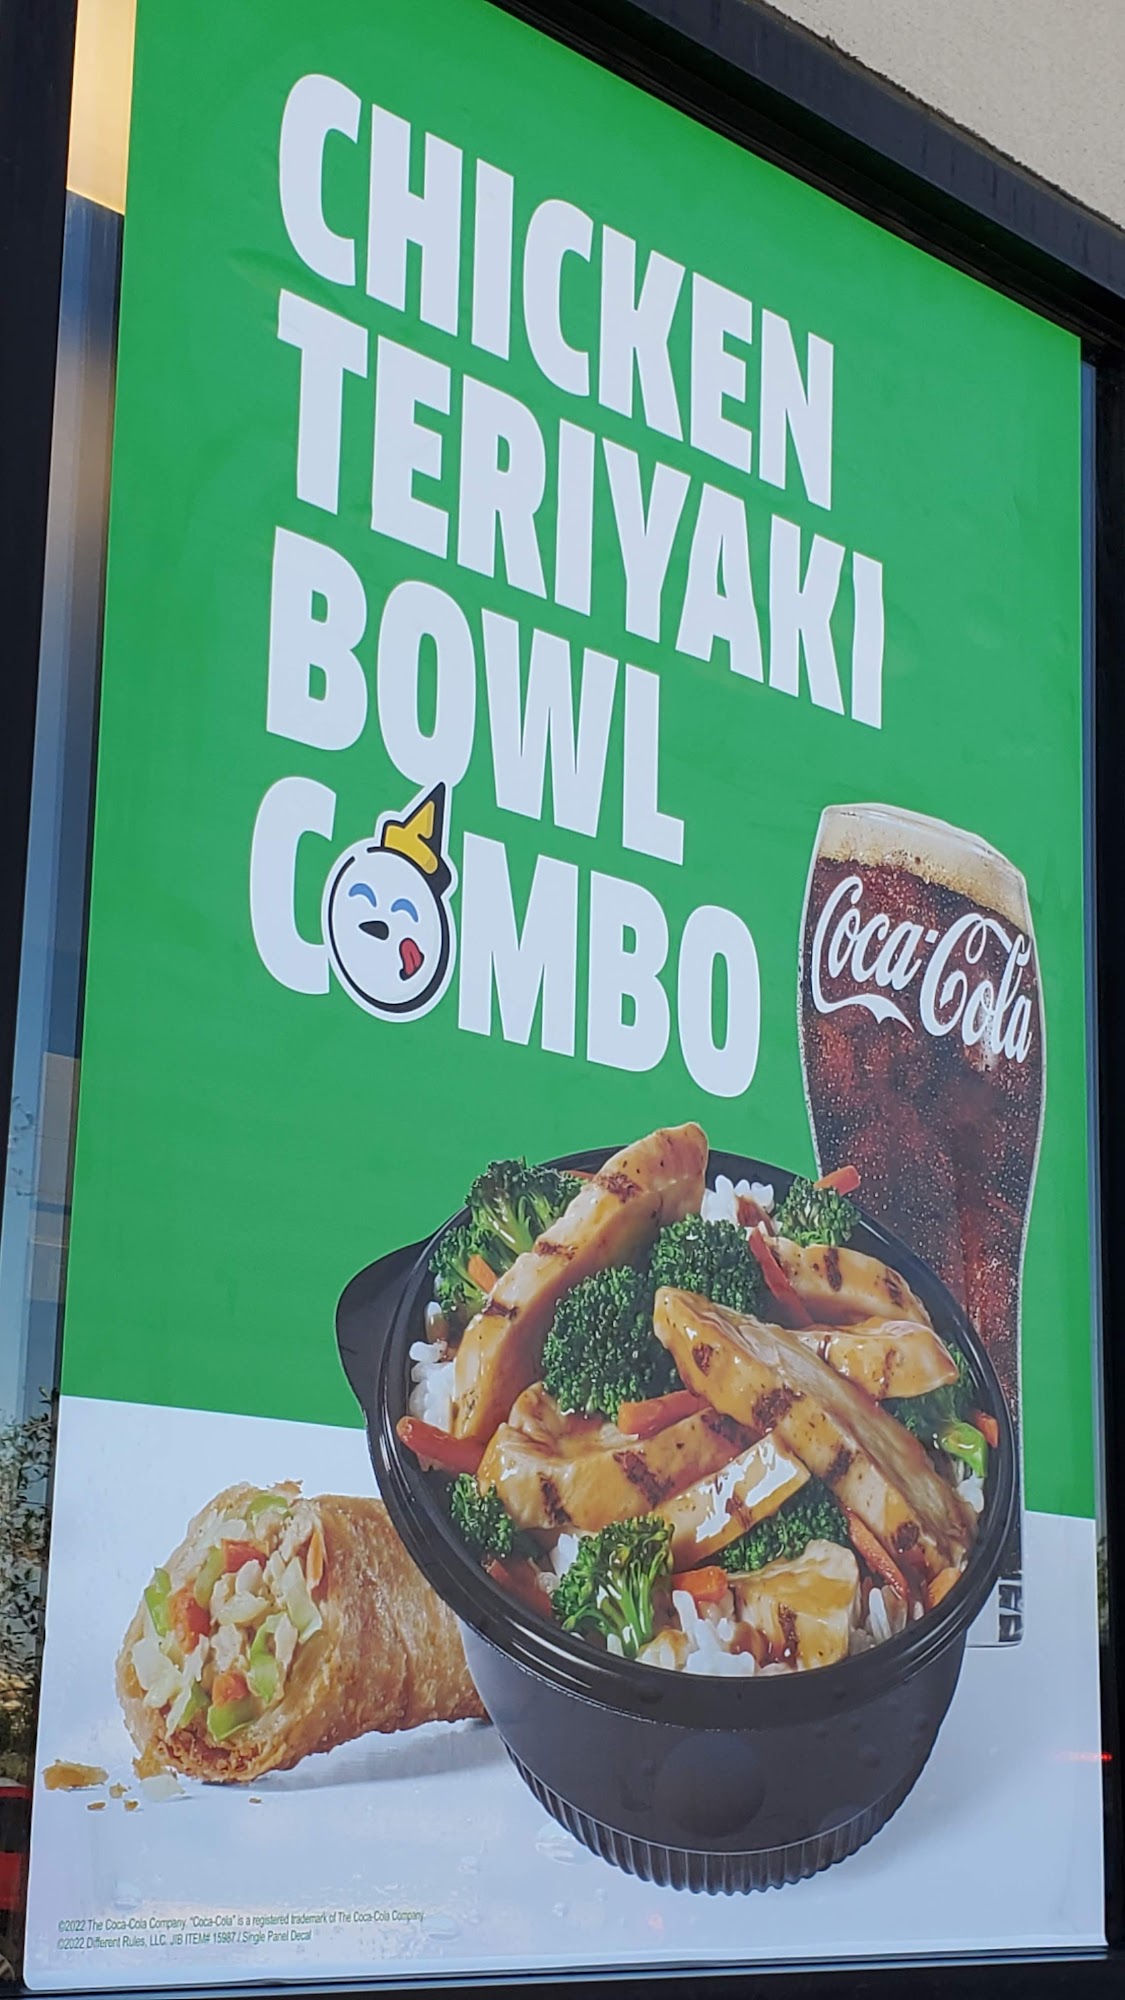 CHICKEN
TERIYAKI
BOWL
COMBO
Coca-Cola
©2022 The Coca-Cola Company. "Coca-Cola" is a registered trademark of The Coca-Cola Company.
©2022 Different Rules, LLC. JIB ITEM# 15987 / Single Panel Decal